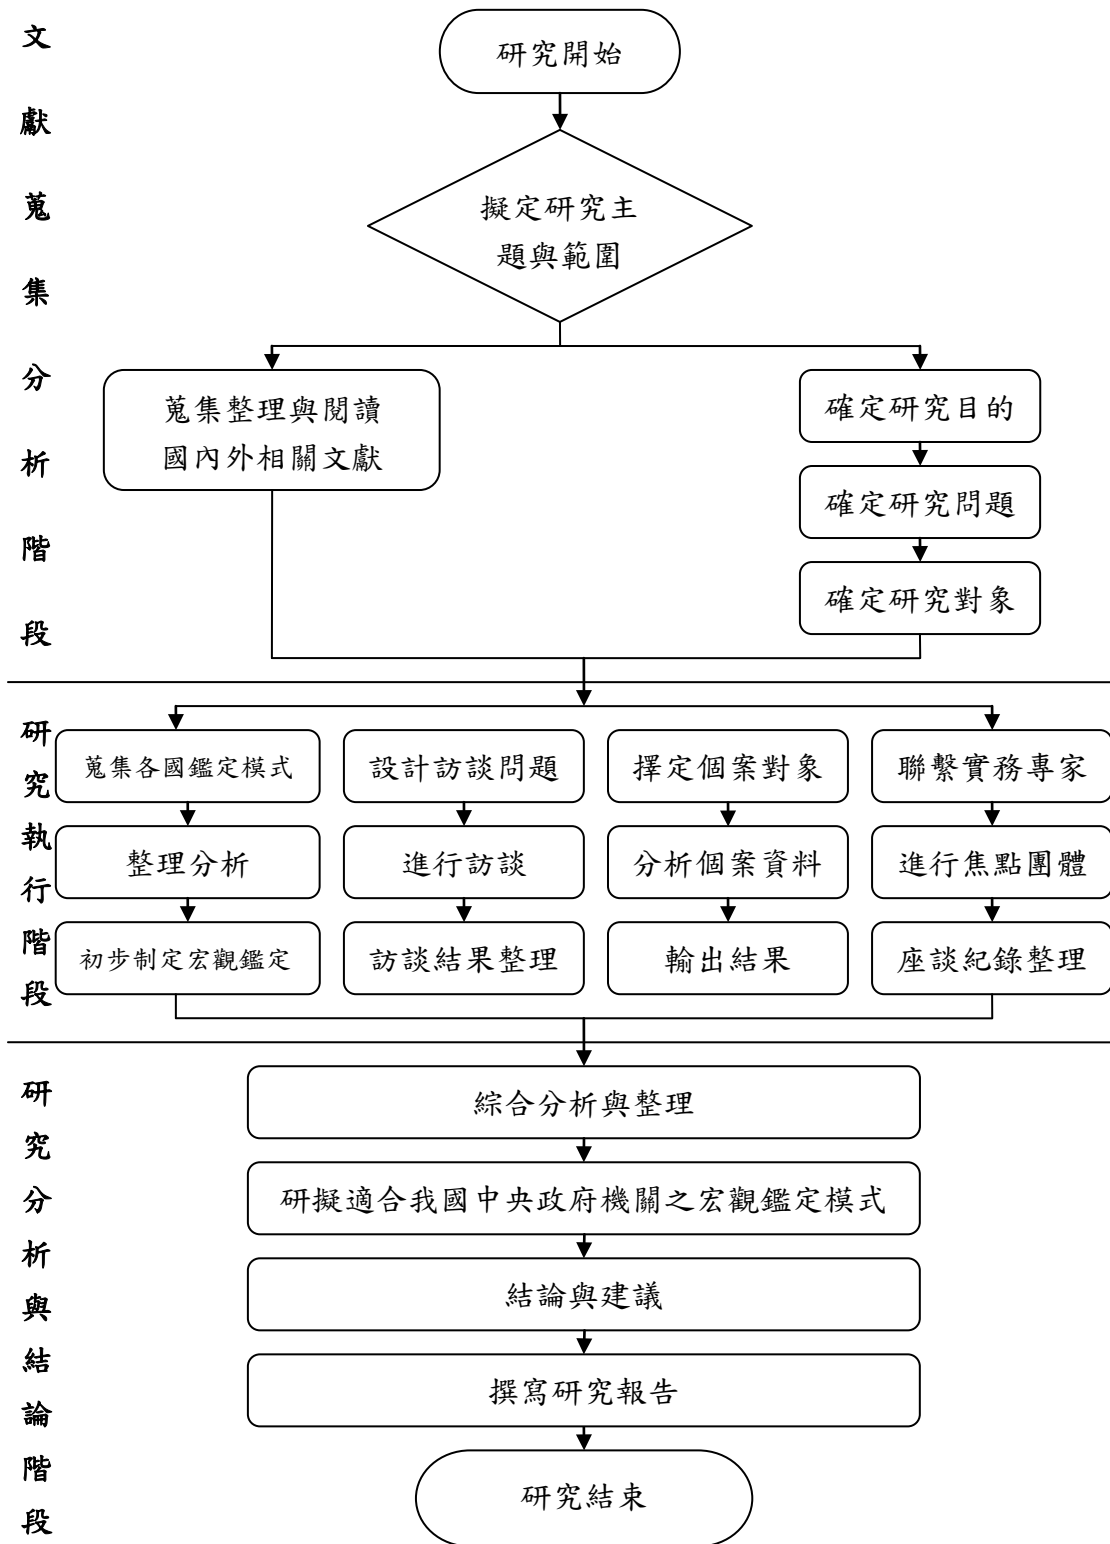 文獻蒐集分析階段
研究開始
擬定研究主
題與範圍
蒐集整理與閱讀
國內外相關文獻
確定研究目的
確定研究問題
確定研究對象
研究執行階段
蒐集各國鑑定模式
設計訪談問題
擇定個案對象
聯繫實務專家
整理分析
進行訪談
分析個案資料
進行焦點團體
初步制定宏觀鑑定
訪談結果整理
輸出結果
座談紀錄整理
研究分析與結論階段
綜合分析與整理
研擬適合我國中央政府機關之宏觀鑑定模式
結論與建議
撰寫研究報告
研究結束